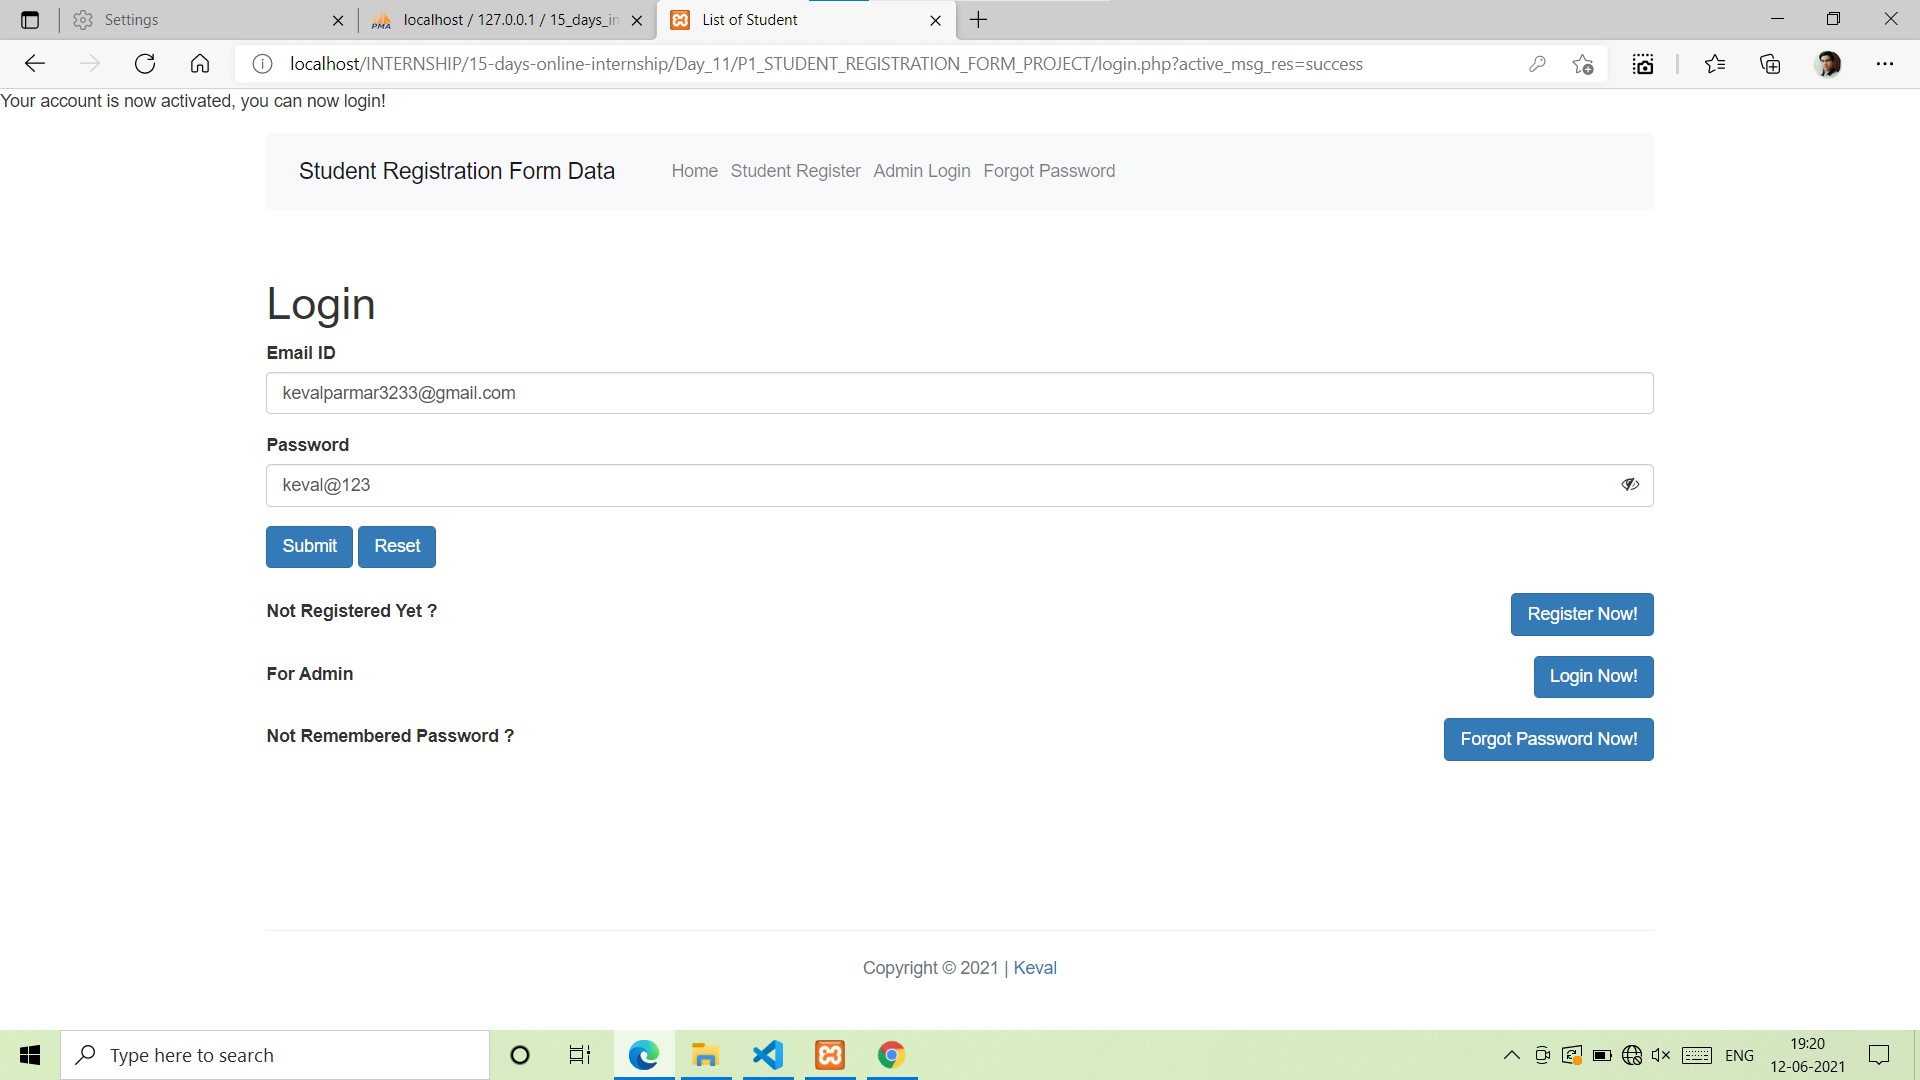 Settings
localhost / 127.0.0.1 / 15_days_in
List of Student
localhost/INTERNSHIP/15-days-online-internship/Day_11/P1_STUDENT_REGISTRATION_FORM_PROJECT/login.php?active_msg_res=success
Your account is now activated, you can now login!
Student Registration Form Data
Home Student Register Admin Login Forgot Password
Login
Email ID
kevalparmar3233@gmail.com
Password
keval@123
Submit Reset
Not Registered Yet ? Register Now!
For Admin Login Now!
Not Remembered Password ? Forgot Password Now!
Copyright © 2021 | Keval
Type here to search
ENG
19:20
12-06-2021